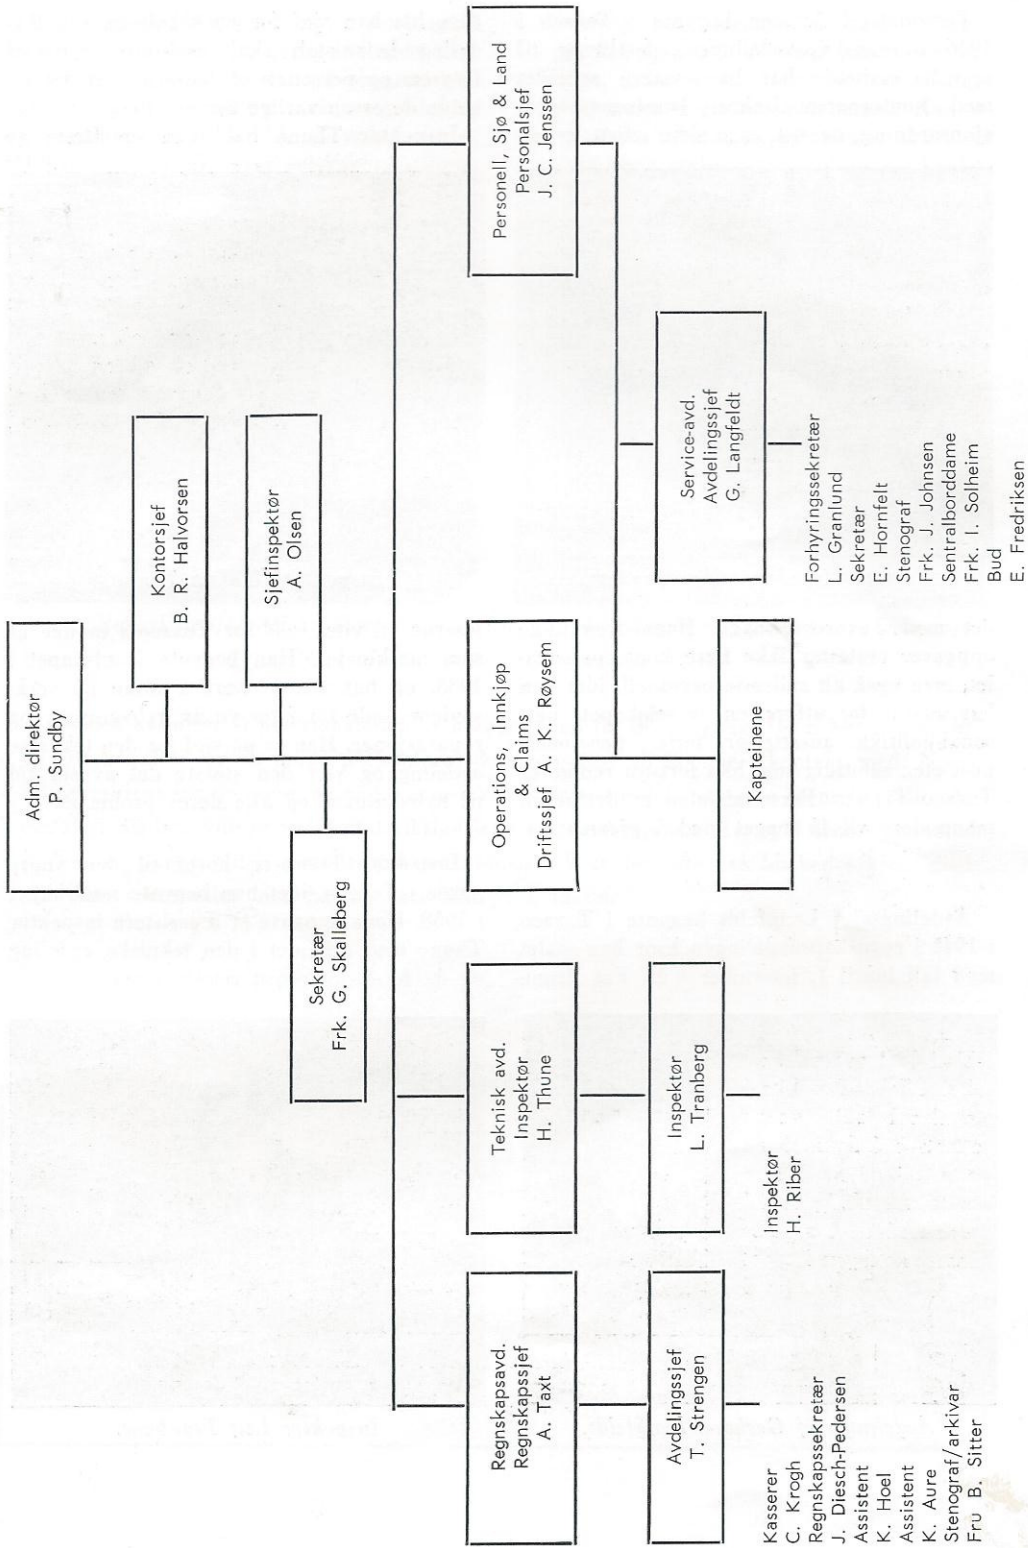 Adm. direktør
P. Sundby
Kontorsjef
B. R. Halvorsen
Sjefinspektør
A. Olsen
Sekretær
Frk. G. Skalleberg
Regnskapsavd.
Regnskapssjef
A. Taxt
Teknisk avd.
Inspektør
H. Thune
Operations, Innkjøp
& Claims
Driftssjef K. Røysem
Personell, Sjø & Land
Personalsjef
J. C. Jenssen
Avdelingssjef
T. Strengen
Inspektør
L. Tranberg
Kapteinene
Service-avd.
Avdelingssjef
G. Langfeldt
Kasserer
C. Krogh
Regnskapssekretær
J. Diesch-Pedersen
Assistent
K. Hoel
Assistent
K. Aure
Stenograf/arkivar
Fru B. Sitter
Inspektør
H. Riber
Forhyringssekretær
L. Granlund
Sekretær
E. Hornfelt
Stenograf
Frk. J. Johnsen
Sentralborddame
Frk. I. Solheim
Bud
E. Fredriksen